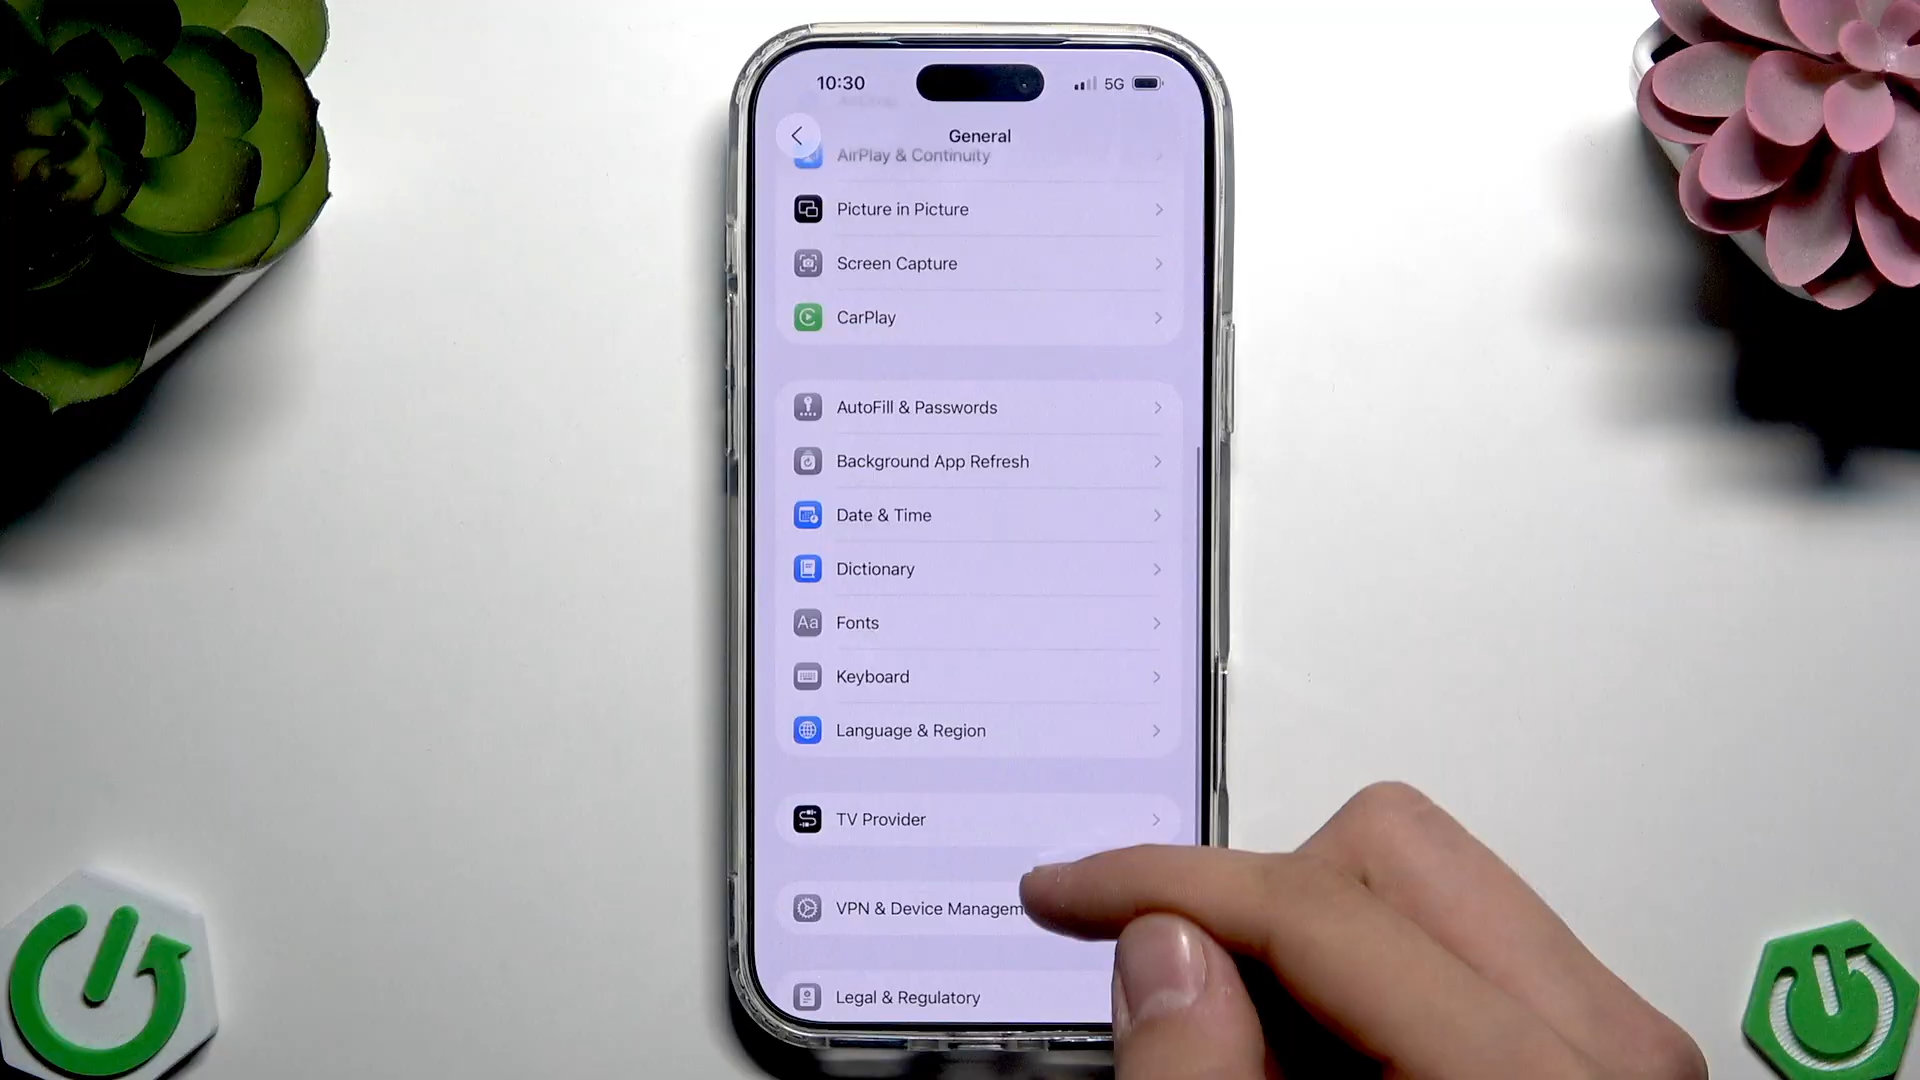 10:30
5G
General
AirPlay & Continuity
Picture in Picture
Screen Capture
CarPlay
AutoFill & Passwords
Background App Refresh
Date & Time
Dictionary
Aa Fonts
Keyboard
Language & Region
TV Provider
VPN & Device Managem
Legal & Regulatory